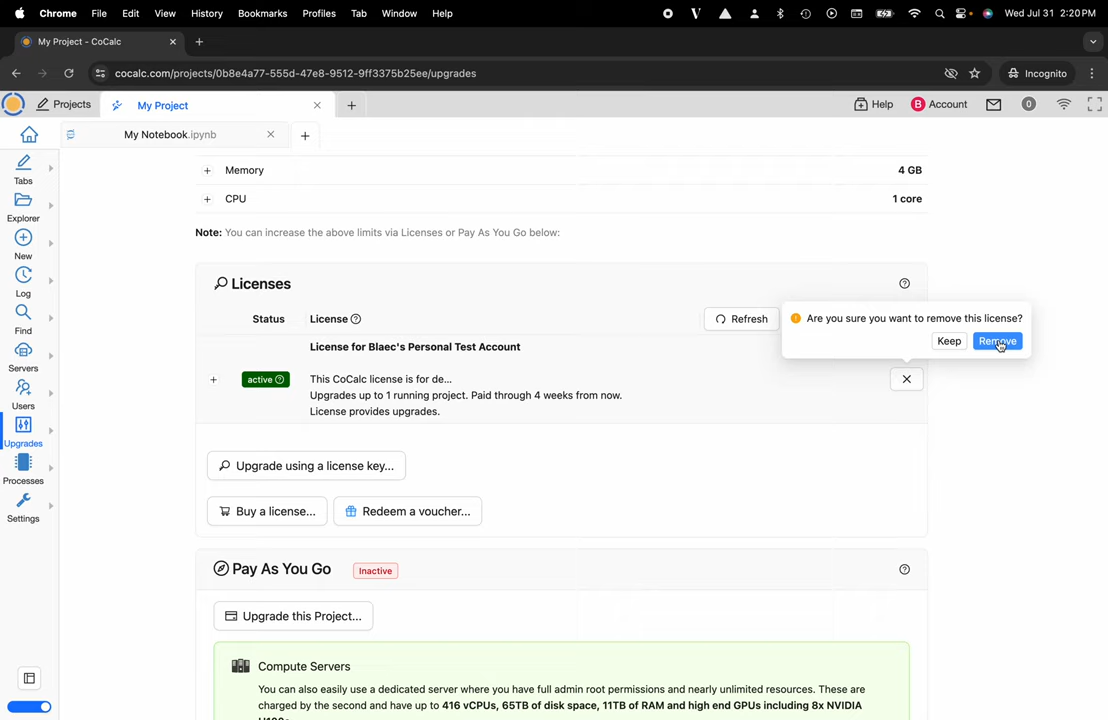 Chrome File Edit View History Bookmarks Profiles Tab Window Help Wed Jul 31 2:20 PM
My Project - CoCalc
cocalc.com/projects/0b8e4a77-555d-47e8-9512-9ff3375b25ee/upgrades Incognito
Projects My Project Help B Account 0
My Notebook.ipynb
Tabs
Explorer
New
Log
Find
Servers
Users
Upgrades
Processes
Settings
Memory 4 GB
CPU 1 core
Note: You can increase the above limits via Licenses or Pay As You Go below:
Licenses
Status License Refresh
Are you sure you want to remove this license?
Keep Remove
License for Blaec's Personal Test Account
active This CoCalc license is for de...
Upgrades up to 1 running project. Paid through 4 weeks from now.
License provides upgrades.
Upgrade using a license key...
Buy a license... Redeem a voucher...
Pay As You Go Inactive
Upgrade this Project...
Compute Servers
You can also easily use a dedicated server where you have full admin root permissions and nearly unlimited resources. These are
charged by the second and have up to 416 vCPUs, 65TB of disk space, 11TB of RAM and high end GPUs including 8x NVIDIA